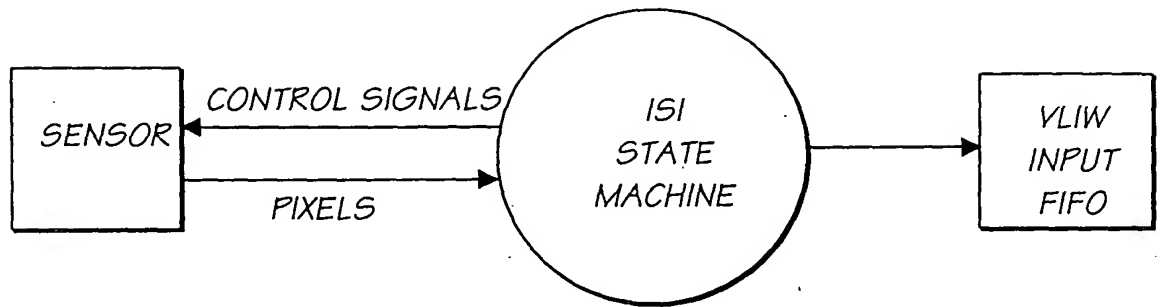 SENSOR
CONTROL SIGNALS
PIXELS
ISI
STATE
MACHINE
VLIW
INPUT
FIFO